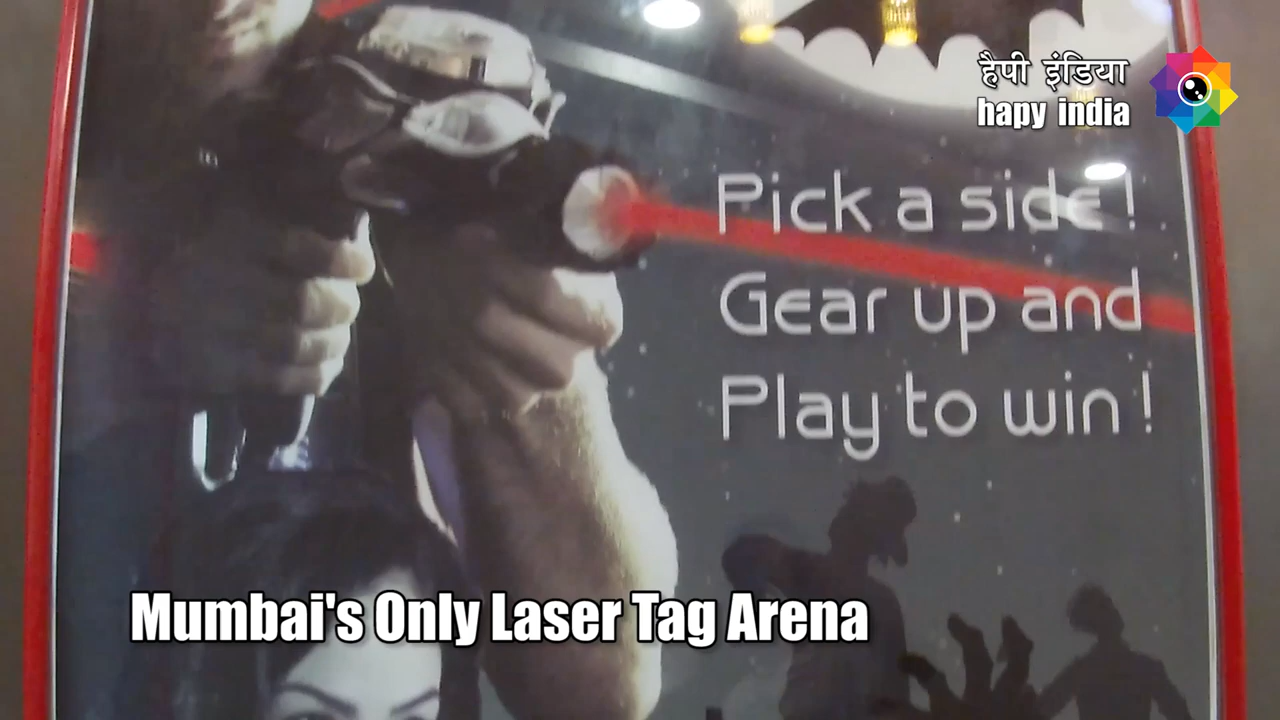 हैपी इंडिया
hapy india
Pick a side!
Gear up and
Play to win!
Mumbai's Only Laser Tag Arena